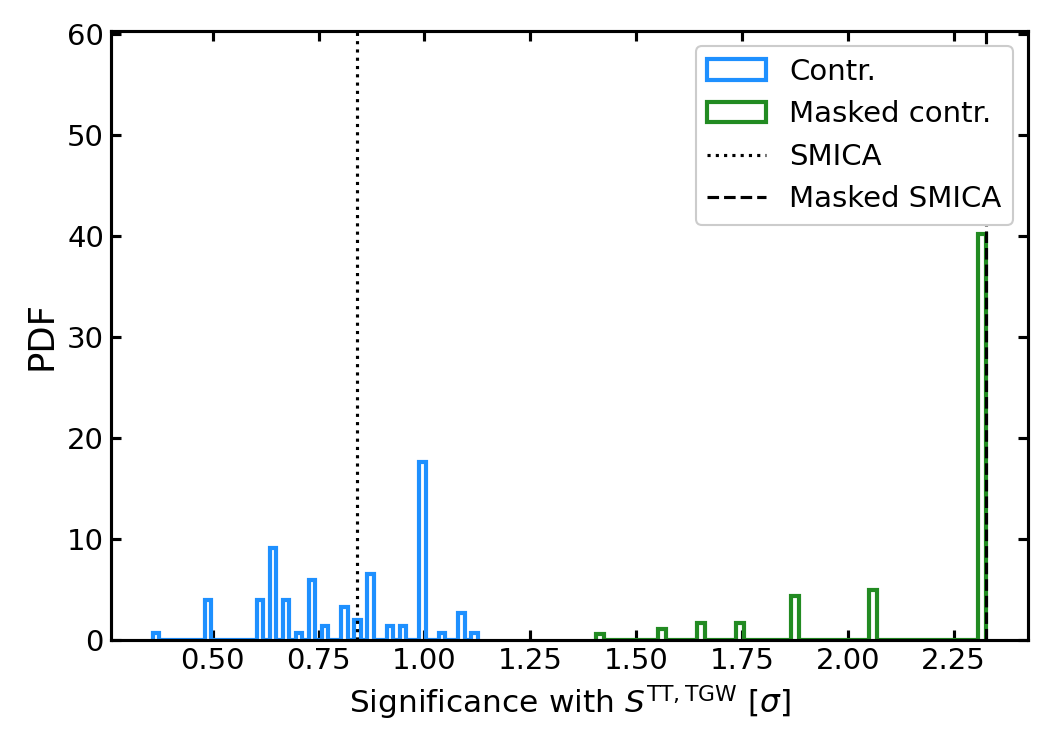 60
50
40
30
20
10
0
PDF
Contr.
Masked contr.
SMICA
Masked SMICA
0.50 0.75 1.00 1.25 1.50 1.75 2.00 2.25
Significance with S^{TT, TGW} [σ]